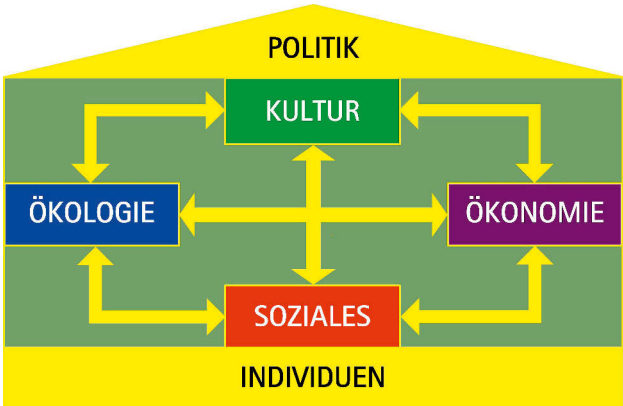 POLITIK
KULTUR
ÖKOLOGIE
ÖKONOMIE
SOZIALES
INDIVIDUEN